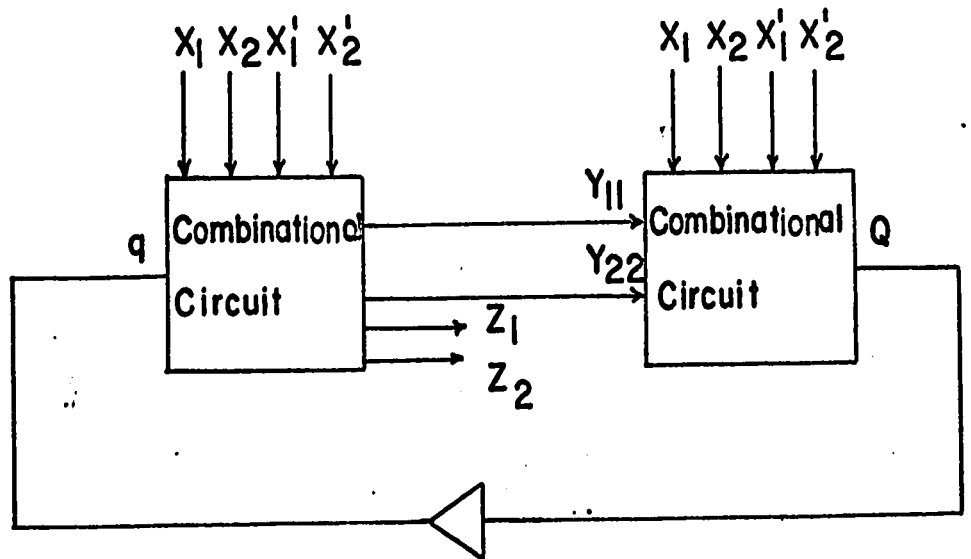 X₁ X₂ X₁' X₂'
X₁ X₂ X₁' X₂'
q
Combinational
Circuit
Y₁₁
Y₂₂
Z₁
Z₂
Combinational
Circuit
Q